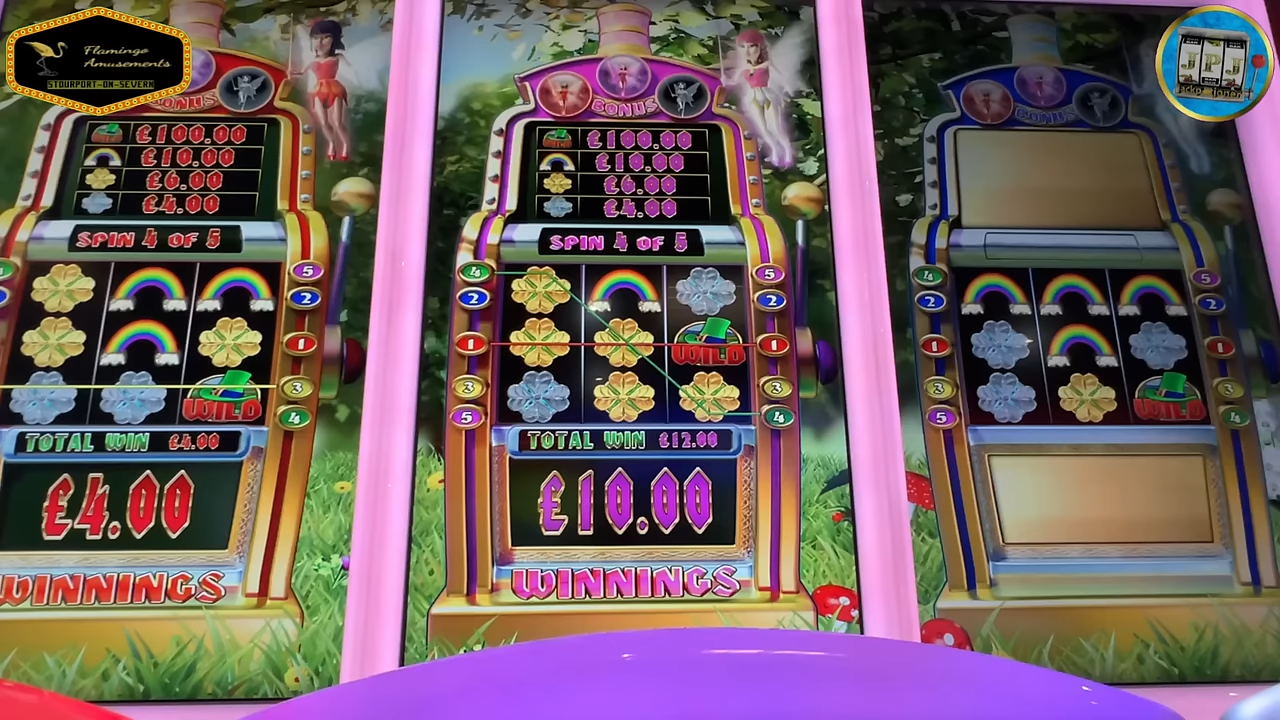 Flamingo
Amusements
STOURPORT-ON-SEVERN
JPJ
BONUS
£100.00
£10.00
£6.00
£4.00
SPIN 4 OF 5
5
2
1
3
4
WILD
TOTAL WIN £4.00
£4.00
WINNINGS
BONUS
WILD
£100.00
£10.00
£6.00
£4.00
SPIN 4 OF 5
4 5
2 2
1 1
WILD
3 3
5 4
TOTAL WIN £12.00
£10.00
WINNINGS
BONUS
4 5
2 2
1 1
3 3
WILD
5 4